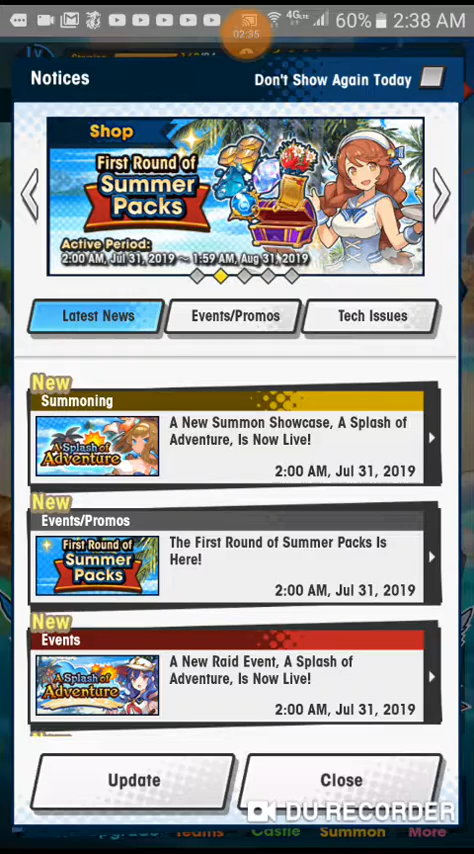 4G
60% 2:38 AM
02:35
Notices
Don't Show Again Today
Shop
First Round of
Summer
Packs
Active Period:
2:00 AM, Jul 31, 2019 ~ 1:59 AM, Aug 31, 2019
Latest News
Events/Promos
Tech Issues
New
Summoning
A Splash of
Adventure
A New Summon Showcase, A Splash of
Adventure, Is Now Live!
2:00 AM, Jul 31, 2019
New
Events/Promos
First Round of
Summer
Packs
The First Round of Summer Packs Is
Here!
2:00 AM, Jul 31, 2019
New
Events
A Splash of
Adventure
A New Raid Event, A Splash of
Adventure, Is Now Live!
2:00 AM, Jul 31, 2019
Update
Close
DU RECORDER
Upgrade Teams Castle Summon More